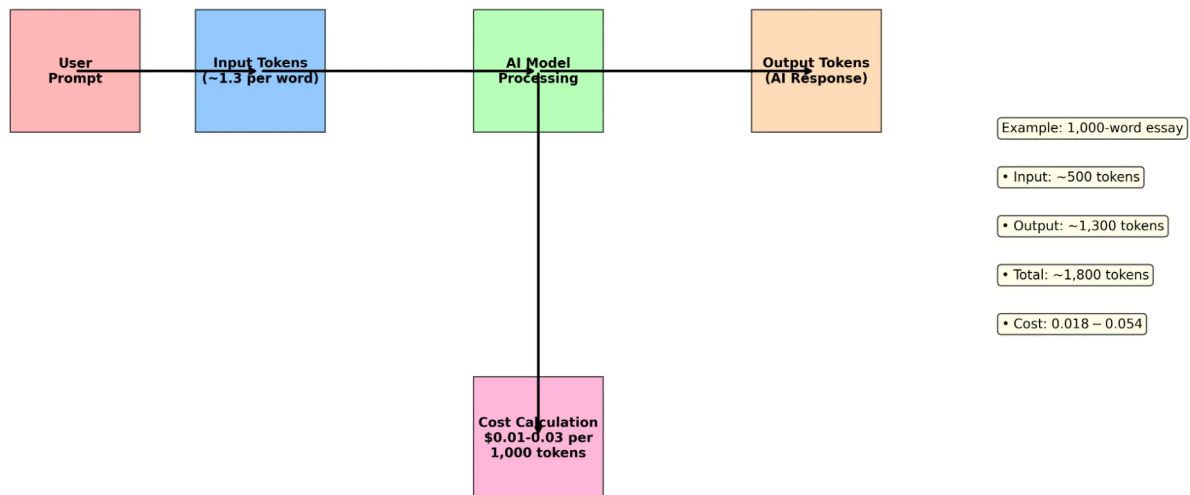 User
Prompt
Input Tokens
(~1.3 per word)
AI Model
Processing
Output Tokens
(AI Response)
Example: 1,000-word essay
• Input: ~500 tokens
• Output: ~1,300 tokens
• Total: ~1,800 tokens
• Cost: 0.018 − 0.054
Cost Calculation
$0.01-0.03 per
1,000 tokens